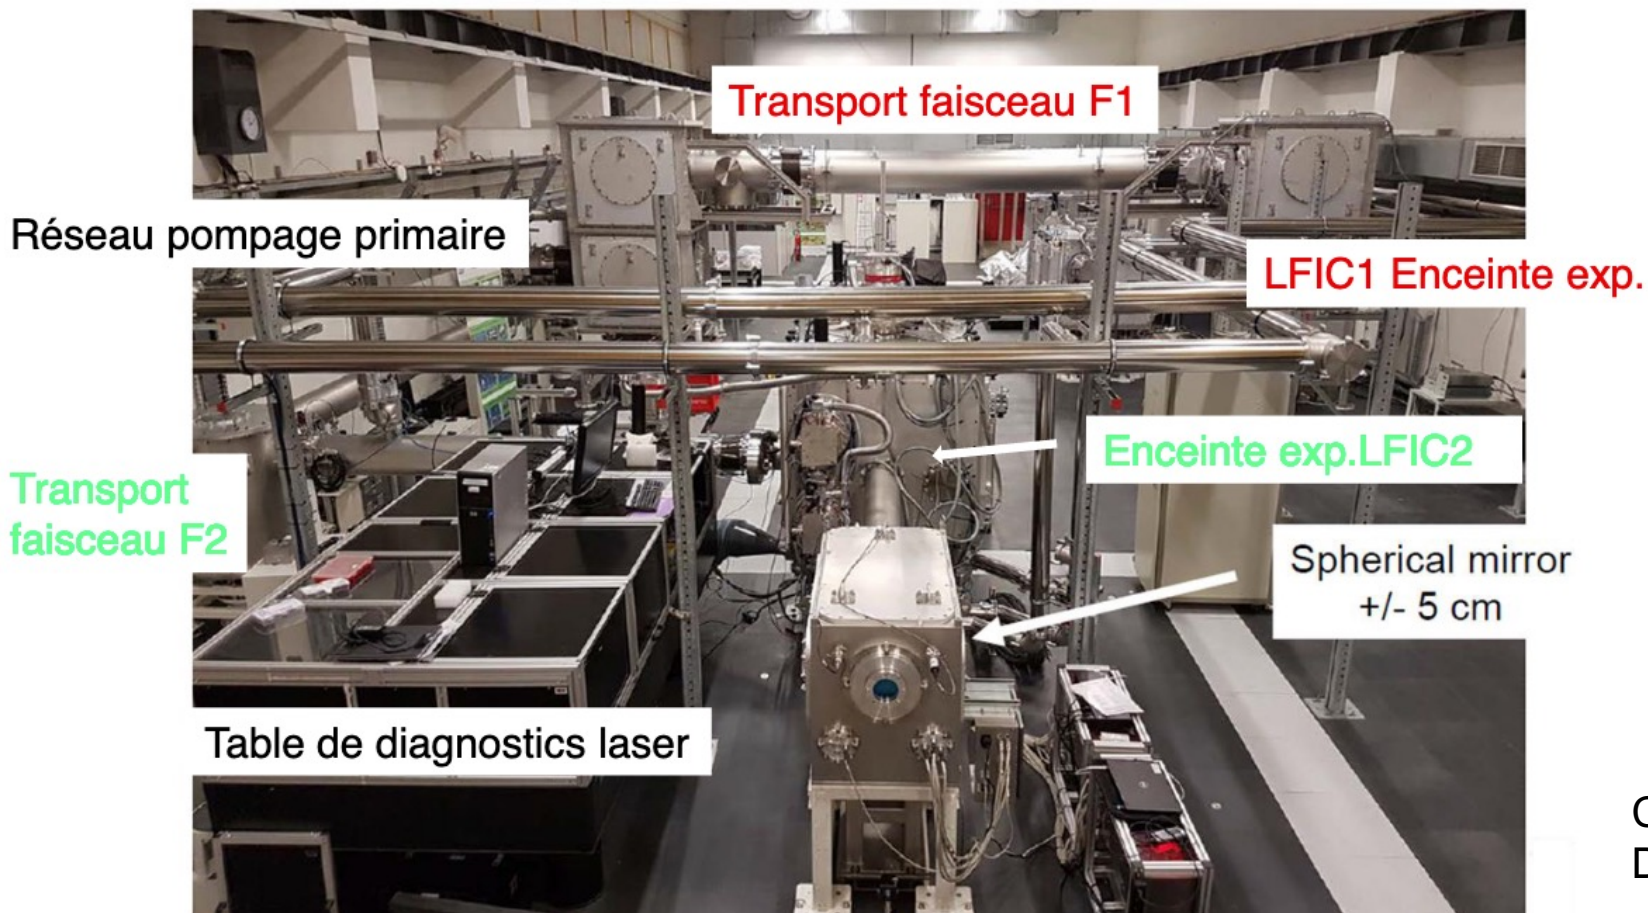 Transport faisceau F1
Réseau pompage primaire
LFIC1 Enceinte exp.
Enceinte exp.LFIC2
Transport
faisceau F2
Spherical mirror
+/- 5 cm
Table de diagnostics laser